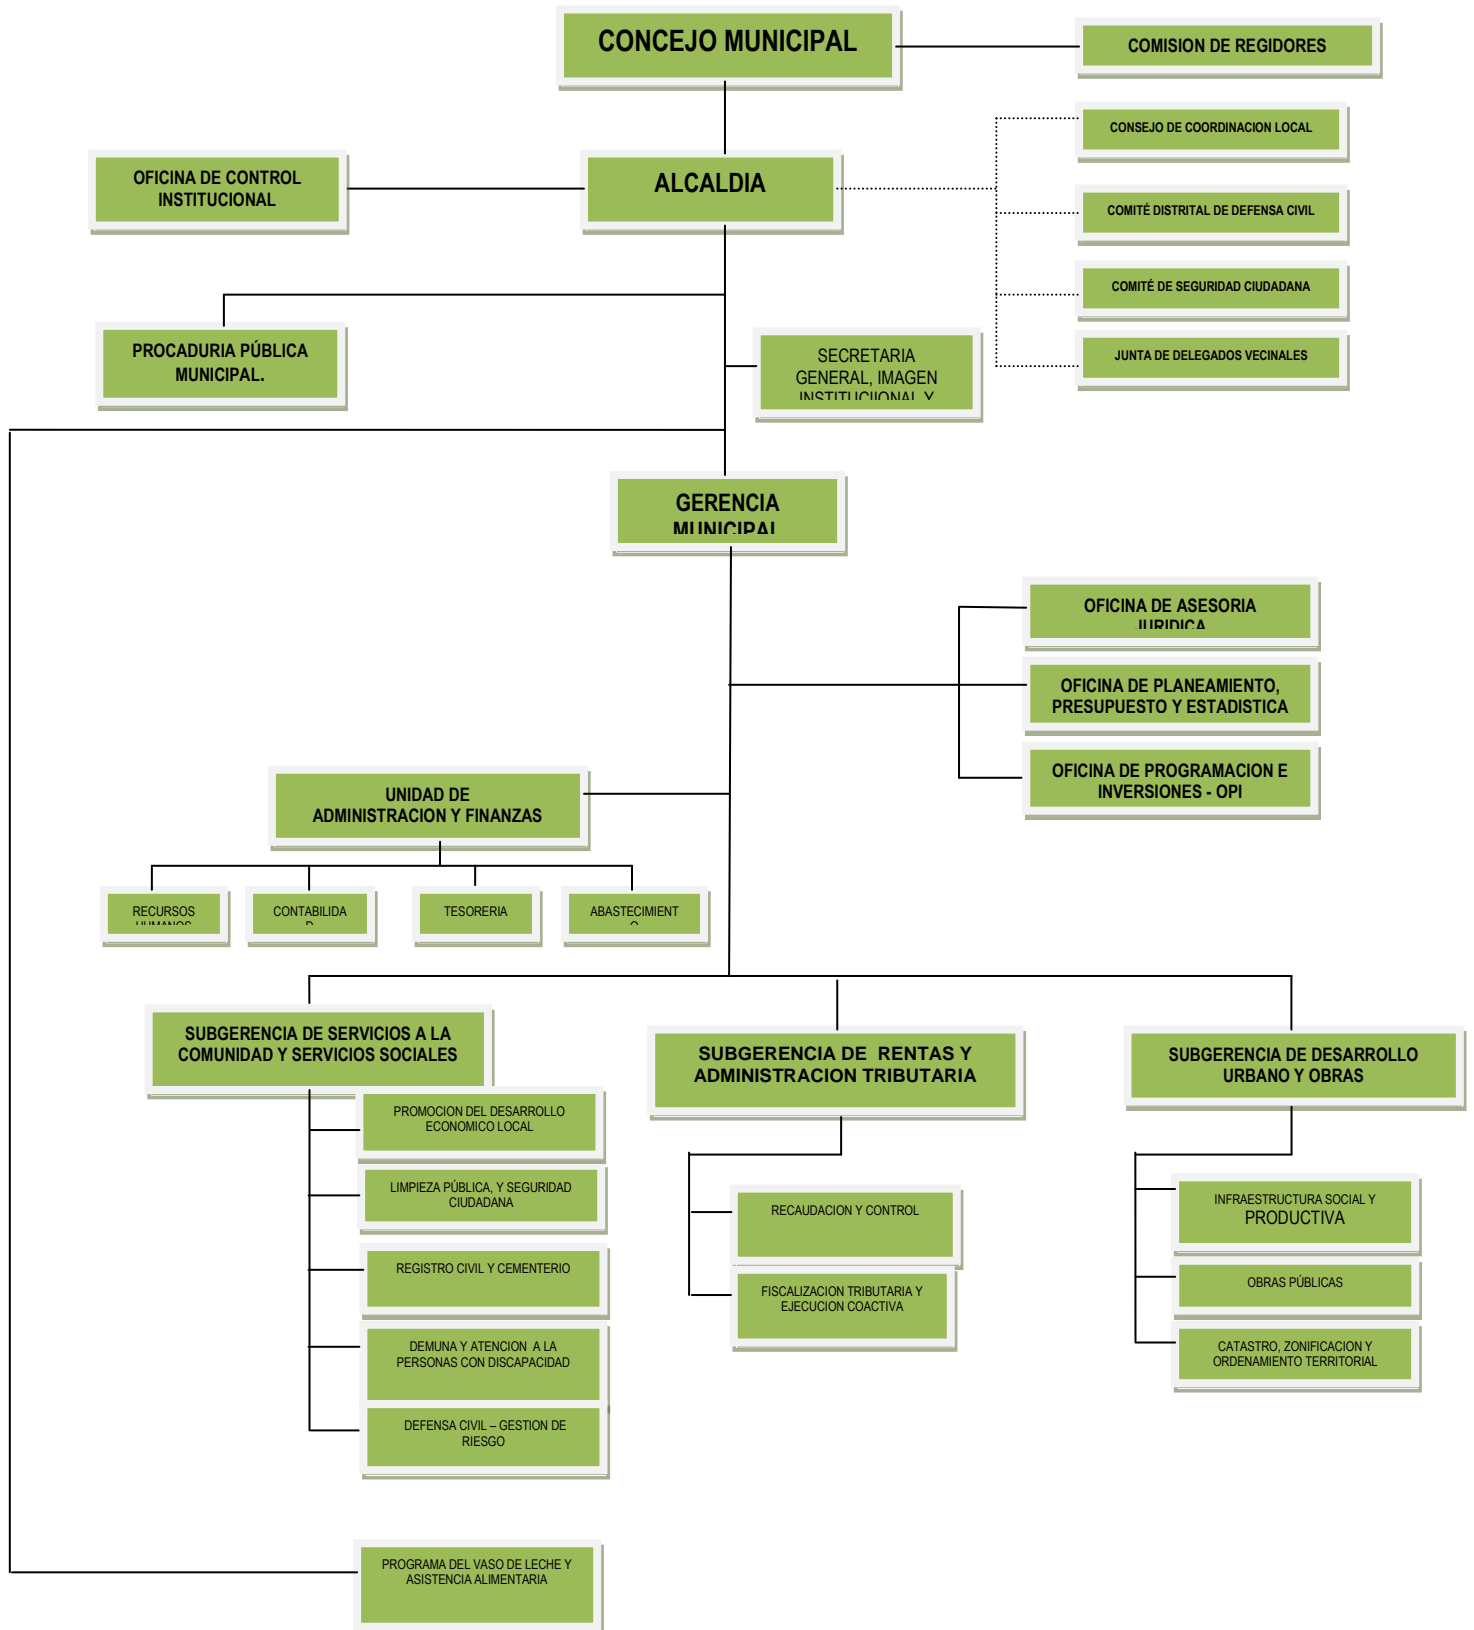 CONCEJO MUNICIPAL
COMISION DE REGIDORES
CONSEJO DE COORDINACION LOCAL
OFICINA DE CONTROL
INSTITUCIONAL
ALCALDIA
COMITÉ DISTRITAL DE DEFENSA CIVIL
COMITÉ DE SEGURIDAD CIUDADANA
PROCADURIA PÚBLICA
MUNICIPAL.
SECRETARIA
GENERAL, IMAGEN
INSTITUCIIONAL Y
JUNTA DE DELEGADOS VECINALES
GERENCIA
MUNICIPAL
OFICINA DE ASESORIA
JURIDICA
OFICINA DE PLANEAMIENTO,
PRESUPUESTO Y ESTADISTICA
OFICINA DE PROGRAMACION E
INVERSIONES - OPI
UNIDAD DE
ADMINISTRACION Y FINANZAS
RECURSOS
HUMANOS
CONTABILIDA
D
TESORERIA
ABASTECIMIENT
O
SUBGERENCIA DE SERVICIOS A LA
COMUNIDAD Y SERVICIOS SOCIALES
SUBGERENCIA DE  RENTAS Y
ADMINISTRACION TRIBUTARIA
SUBGERENCIA DE DESARROLLO
URBANO Y OBRAS
PROMOCION DEL DESARROLLO
ECONOMICO LOCAL
LIMPIEZA PÚBLICA, Y SEGURIDAD
CIUDADANA
REGISTRO CIVIL Y CEMENTERIO
DEMUNA Y ATENCION  A LA
PERSONAS CON DISCAPACIDAD
DEFENSA CIVIL – GESTION DE
RIESGO
RECAUDACION Y CONTROL
FISCALIZACION TRIBUTARIA Y
EJECUCION COACTIVA
INFRAESTRUCTURA SOCIAL Y
PRODUCTIVA
OBRAS PÚBLICAS
CATASTRO, ZONIFICACION Y
ORDENAMIENTO TERRITORIAL
PROGRAMA DEL VASO DE LECHE Y
ASISTENCIA ALIMENTARIA